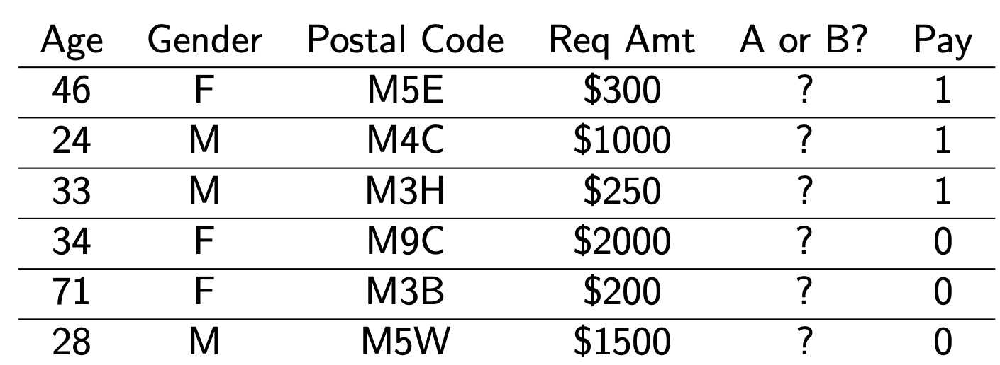 Age Gender Postal Code Req Amt A or B? Pay
46 F M5E $300 ? 1
24 M M4C $1000 ? 1
33 M M3H $250 ? 1
34 F M9C $2000 ? 0
71 F M3B $200 ? 0
28 M M5W $1500 ? 0